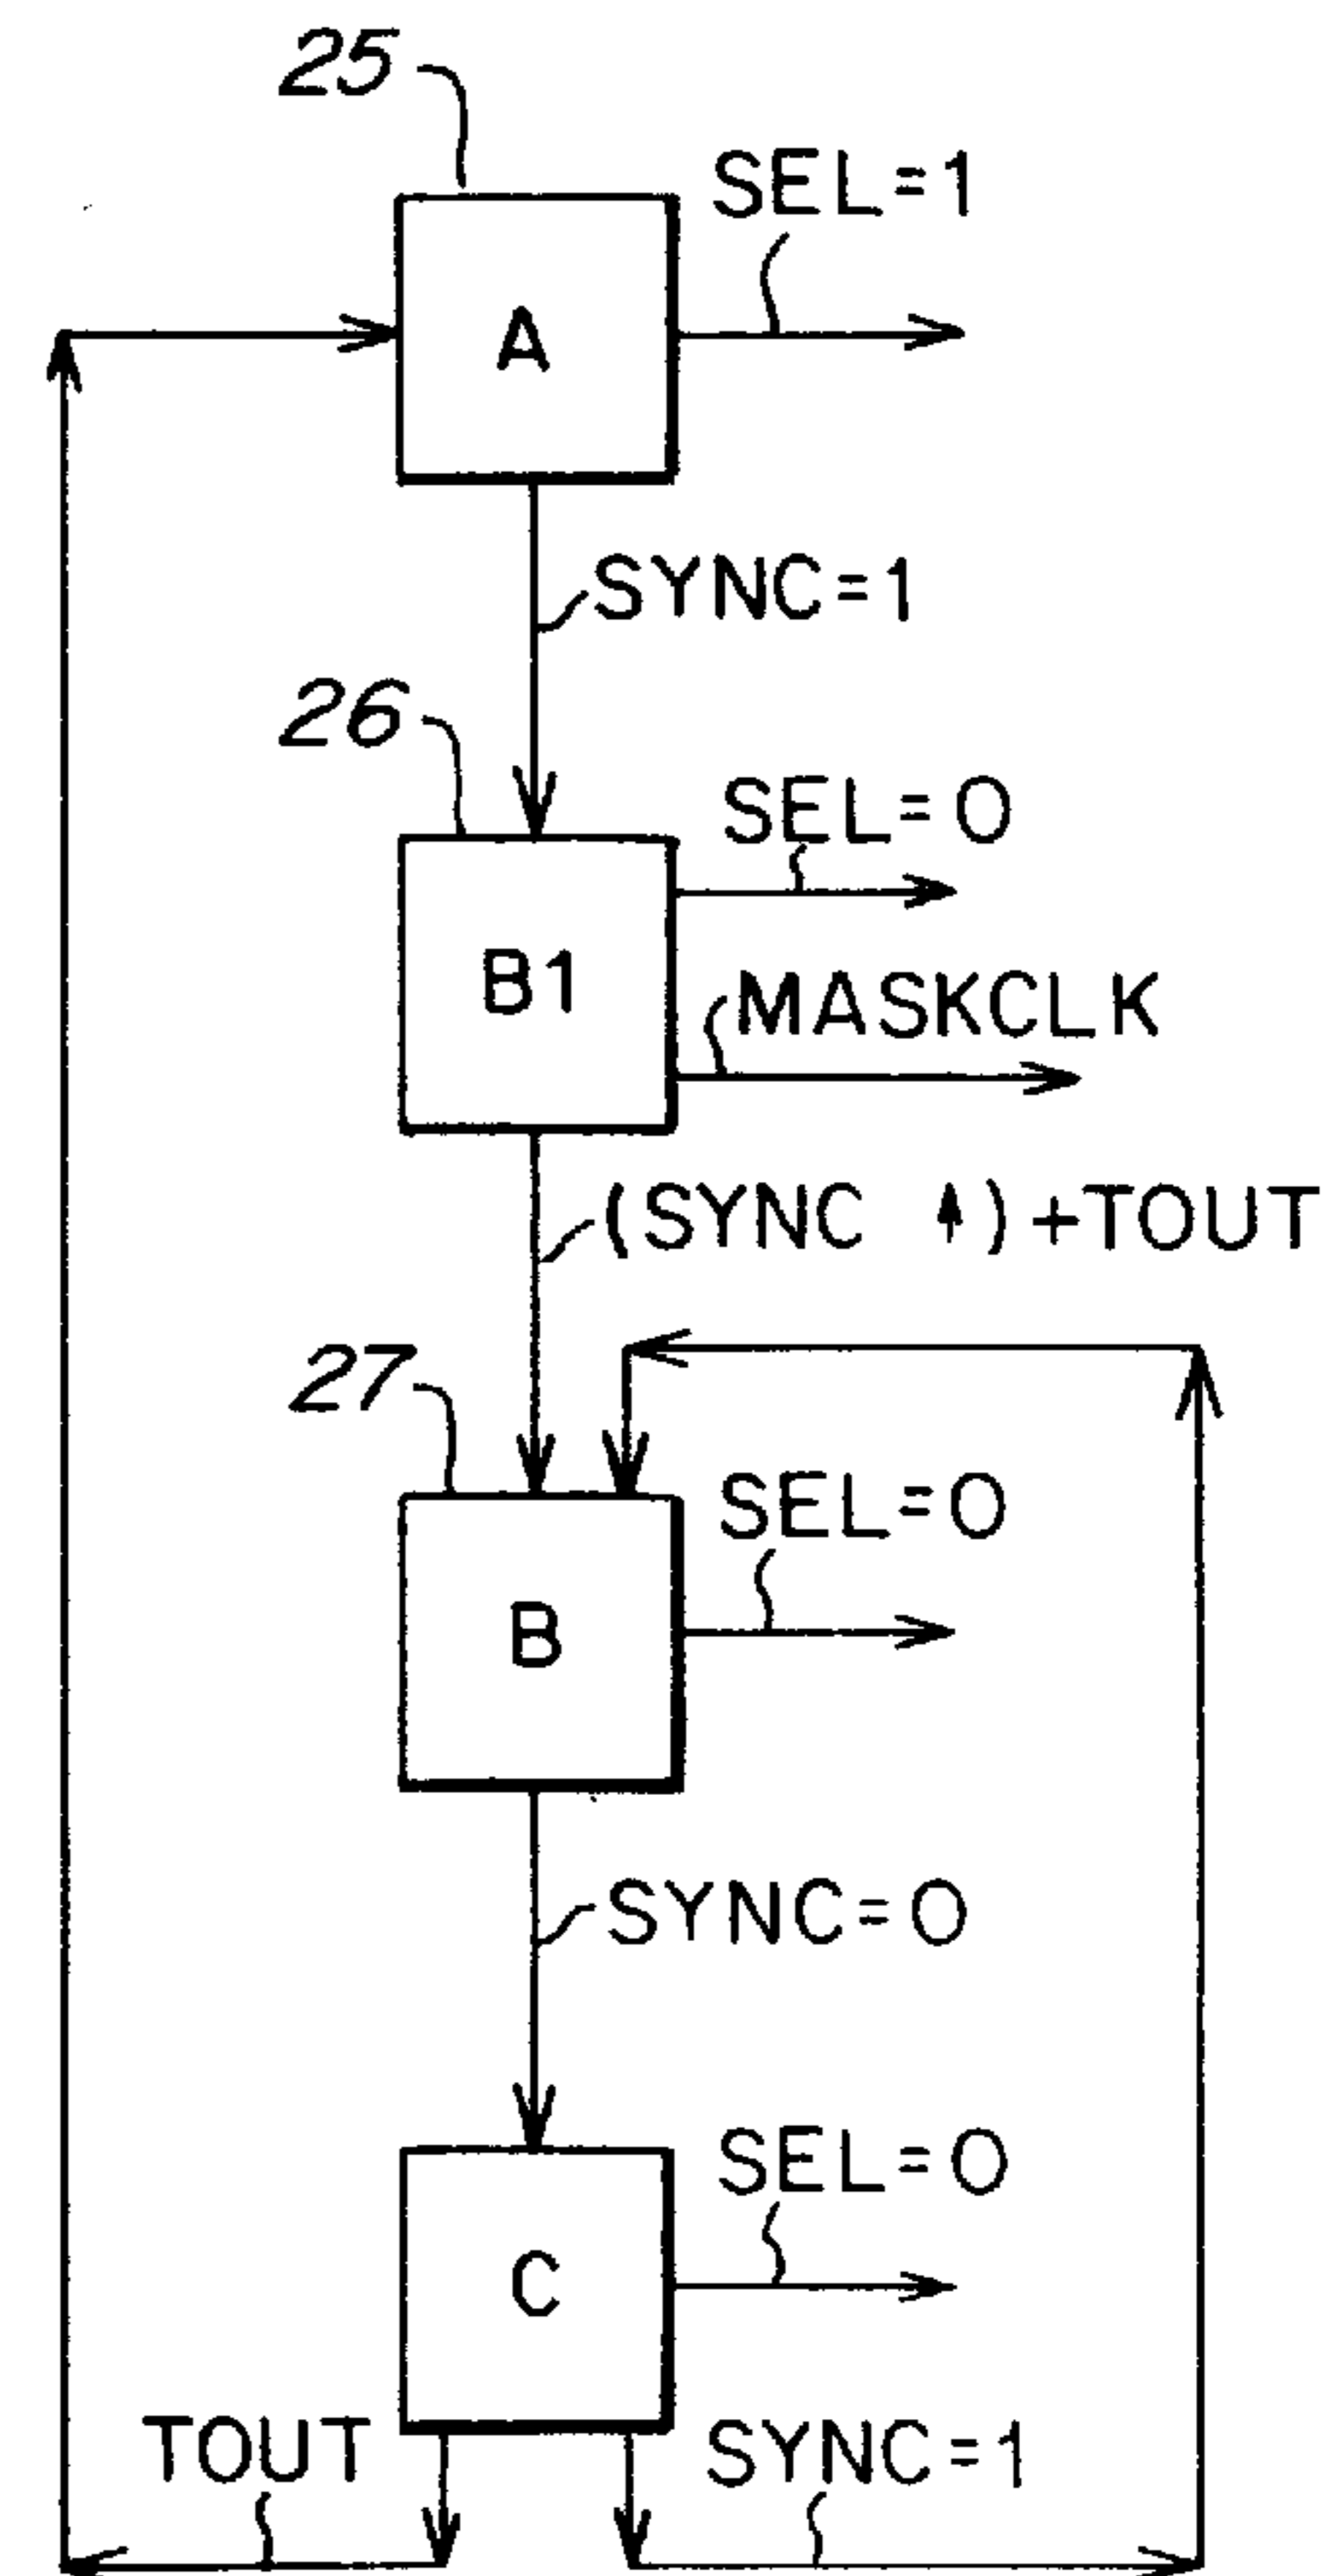 25
SEL=1
A
SYNC=1
26
SEL=0
B1
MASKCLK
(SYNC ↑)+TOUT
27
SEL=0
B
SYNC=0
SEL=0
C
TOUT
SYNC=1